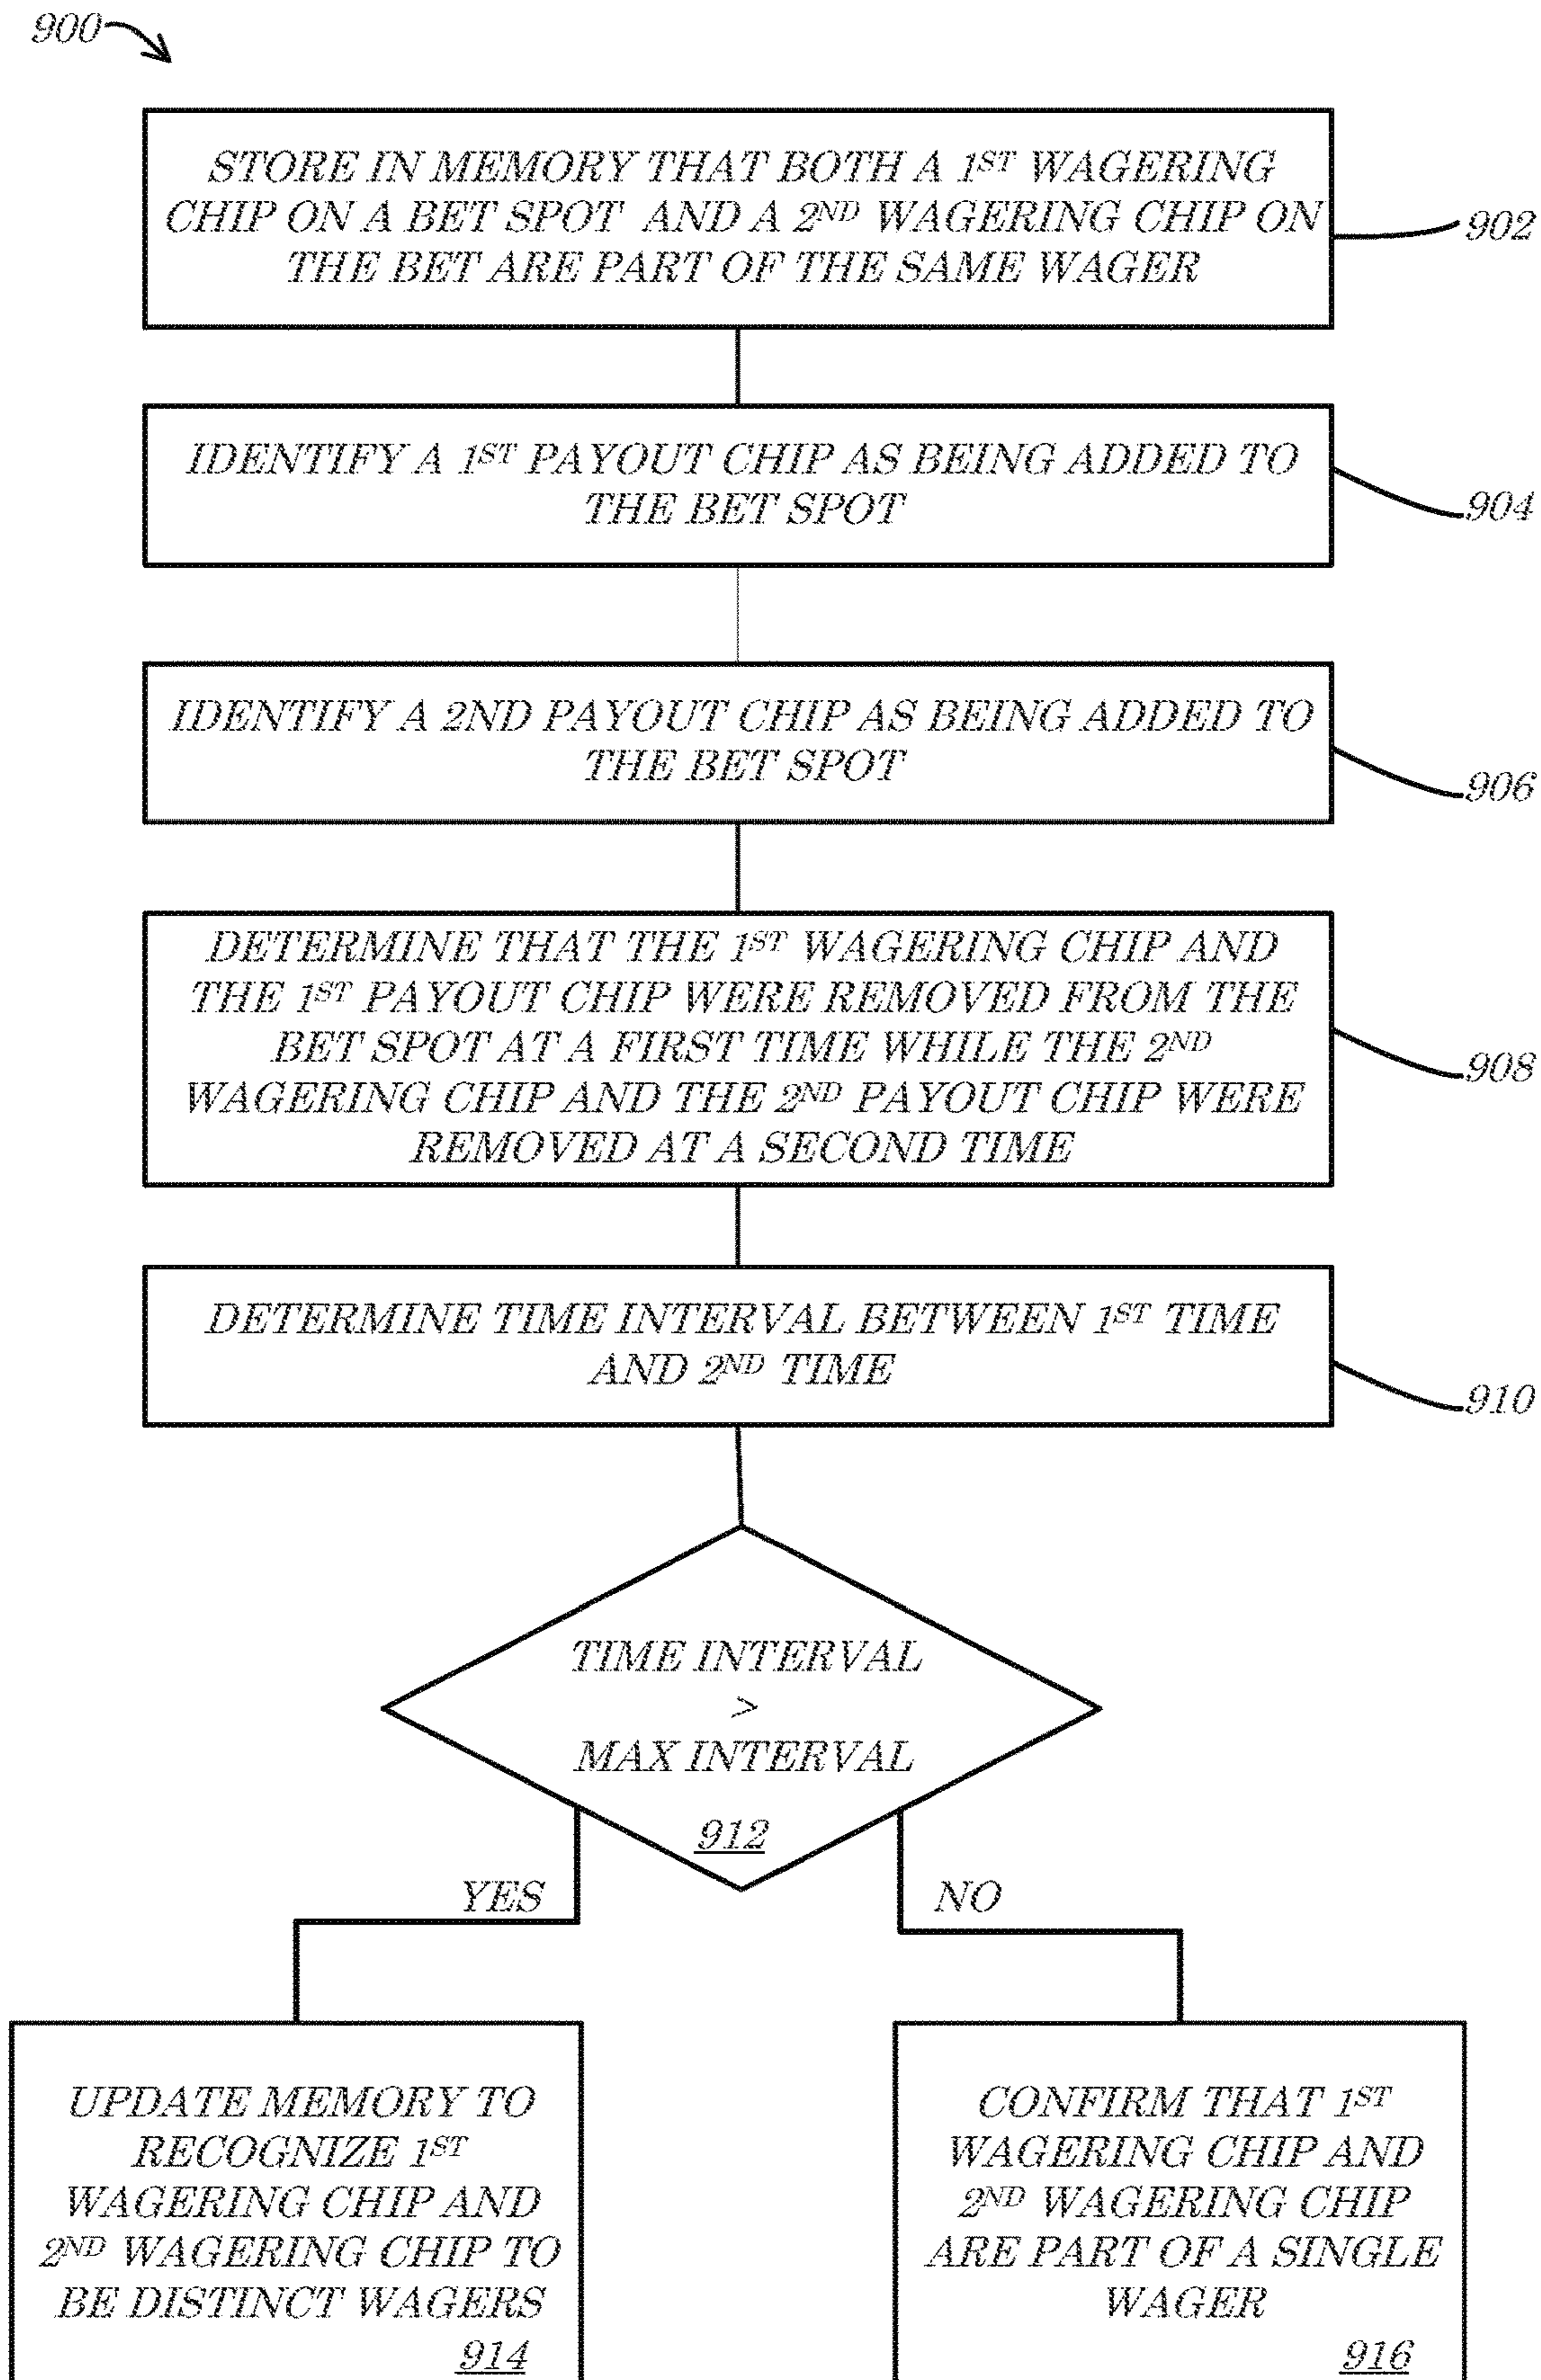 900
STORE IN MEMORY THAT BOTH A 1ST WAGERING
CHIP ON A BET SPOT AND A 2ND WAGERING CHIP ON
THE BET ARE PART OF THE SAME WAGER
902
IDENTIFY A 1ST PAYOUT CHIP AS BEING ADDED TO
THE BET SPOT
904
IDENTIFY A 2ND PAYOUT CHIP AS BEING ADDED TO
THE BET SPOT
906
DETERMINE THAT THE 1ST WAGERING CHIP AND
THE 1ST PAYOUT CHIP WERE REMOVED FROM THE
BET SPOT AT A FIRST TIME WHILE THE 2ND
WAGERING CHIP AND THE 2ND PAYOUT CHIP WERE
REMOVED AT A SECOND TIME
908
DETERMINE TIME INTERVAL BETWEEN 1ST TIME
AND 2ND TIME
910
TIME INTERVAL
>
MAX INTERVAL
912
YES
NO
UPDATE MEMORY TO
RECOGNIZE 1ST
WAGERING CHIP AND
2ND WAGERING CHIP TO
BE DISTINCT WAGERS
914
CONFIRM THAT 1ST
WAGERING CHIP AND
2ND WAGERING CHIP
ARE PART OF A SINGLE
WAGER
916